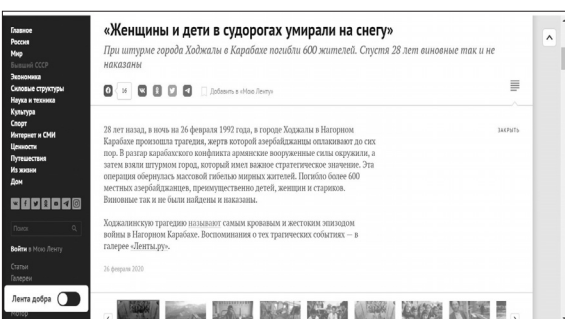 Главное
Россия
Мир
Бывший СССР
Экономика
Силовые структуры
Наука и техника
Культура
Спорт
Интернет и СМИ
Ценности
Путешествия
Из жизни
Дом
Поиск
Войти в Мою Ленту
Статьи
Галереи
Лента добра
Мотор
«Женщины и дети в судорогах умирали на снегу»
При штурме города Ходжалы в Карабахе погибли 600 жителей. Спустя 28 лет виновные так и не
наказаны
16
Добавить в «Мою Ленту»
ЗАКРЫТЬ
28 лет назад, в ночь на 26 февраля 1992 года, в городе Ходжалы в Нагорном
Карабахе произошла трагедия, жертв которой азербайджанцы оплакивают до сих
пор. В разгар карабахского конфликта армянские вооруженные силы окружили, а
затем взяли штурмом город, который имел важное стратегическое значение. Эта
операция обернулась массовой гибелью мирных жителей. Погибло более 600
местных азербайджанцев, преимущественно детей, женщин и стариков.
Виновные так и не были найдены и наказаны.
Ходжалинскую трагедию называют самым кровавым и жестоким эпизодом
войны в Нагорном Карабахе. Воспоминания о тех трагических событиях — в
галерее «Ленты.ру».
26 февраля 2020